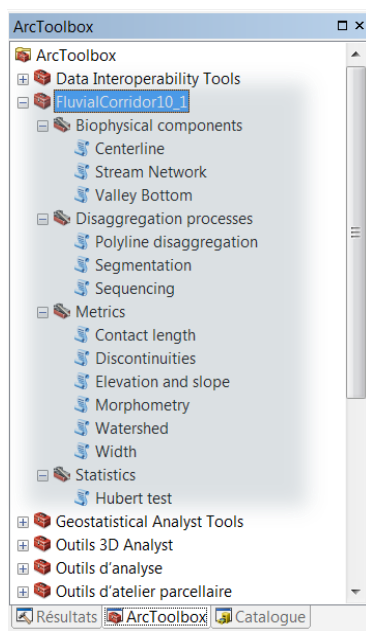 ArcToolbox
ArcToolbox
Data Interoperability Tools
FluvialCorridor10_1
Biophysical components
Centerline
Stream Network
Valley Bottom
Disaggregation processes
Polyline disaggregation
Segmentation
Sequencing
Metrics
Contact length
Discontinuities
Elevation and slope
Morphometry
Watershed
Width
Statistics
Hubert test
Geostatistical Analyst Tools
Outils 3D Analyst
Outils d'analyse
Outils d'atelier parcellaire
Résultats ArcToolbox Catalogue